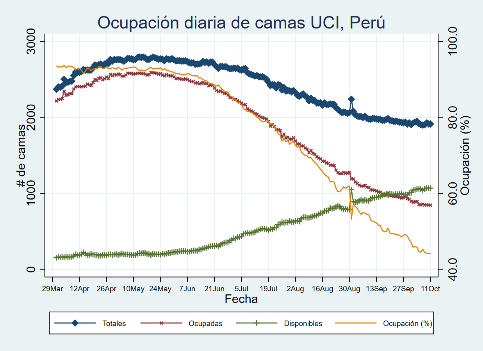 Ocupación diaria de camas UCI, Perú
3000
2000
1000
0
# de camas
100.0
80.0
60.0
40.0
Ocupación (%)
29Mar 12Apr 26Apr 10May 24May 7Jun 21Jun 5Jul 19Jul 2Aug 16Aug 30Aug 13Sep 27Sep 11Oct
Fecha
Totales Ocupadas Disponibles Ocupación (%)